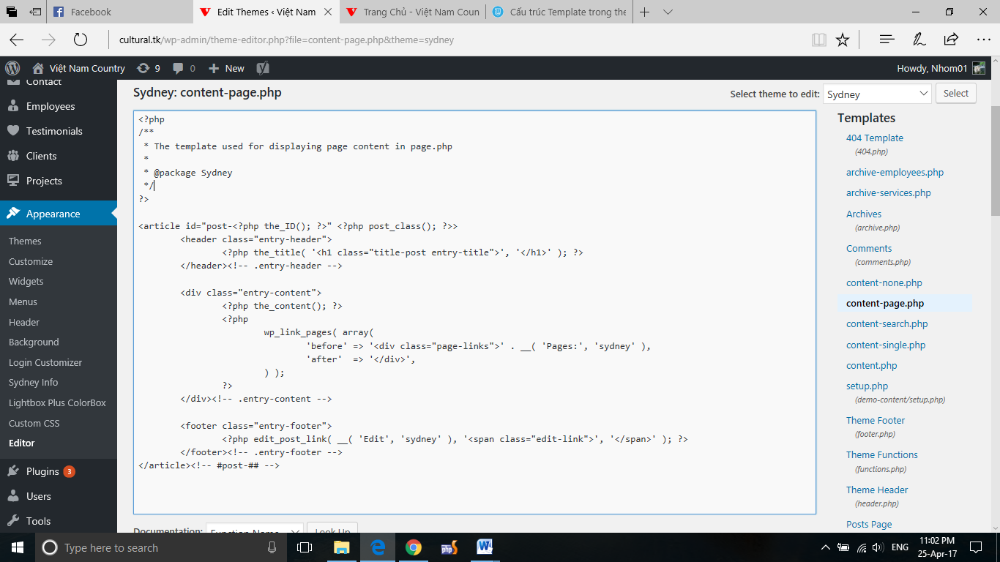 Facebook
Edit Themes ‹ Việt Nam
Trang Chủ - Việt Nam Coun
Cấu trúc Template trong the
cultural.tk/wp-admin/theme-editor.php?file=content-page.php&theme=sydney
Việt Nam Country
9
0
New
Howdy, Nhom01
Contact
Employees
Testimonials
Clients
Projects
Appearance
Themes
Customize
Widgets
Menus
Header
Background
Login Customizer
Sydney Info
Lightbox Plus ColorBox
Custom CSS
Editor
Plugins 3
Users
Tools
Sydney: content-page.php
Select theme to edit: Sydney Select
<?php
/**
 * The template used for displaying page content in page.php
 *
 * @package Sydney
 */
?>
<article id="post-<?php the_ID(); ?>" <?php post_class(); ?>>
	<header class="entry-header">
		<?php the_title( '<h1 class="title-post entry-title">', '</h1>' ); ?>
	</header><!-- .entry-header -->
	<div class="entry-content">
		<?php the_content(); ?>
		<?php
			wp_link_pages( array(
				'before' => '<div class="page-links">' . __( 'Pages:', 'sydney' ),
				'after'  => '</div>',
			) );
		?>
	</div><!-- .entry-content -->
	<footer class="entry-footer">
		<?php edit_post_link( __( 'Edit', 'sydney' ), '<span class="edit-link">', '</span>' ); ?>
	</footer><!-- .entry-footer -->
</article><!-- #post-## -->
Documentation: Function Name... Look Up
Templates
404 Template
(404.php)
archive-employees.php
archive-services.php
Archives
(archive.php)
Comments
(comments.php)
content-none.php
content-page.php
content-search.php
content-single.php
content.php
setup.php
(demo-content/setup.php)
Theme Footer
(footer.php)
Theme Functions
(functions.php)
Theme Header
(header.php)
Posts Page
Type here to search
php
ENG
11:02 PM
25-Apr-17